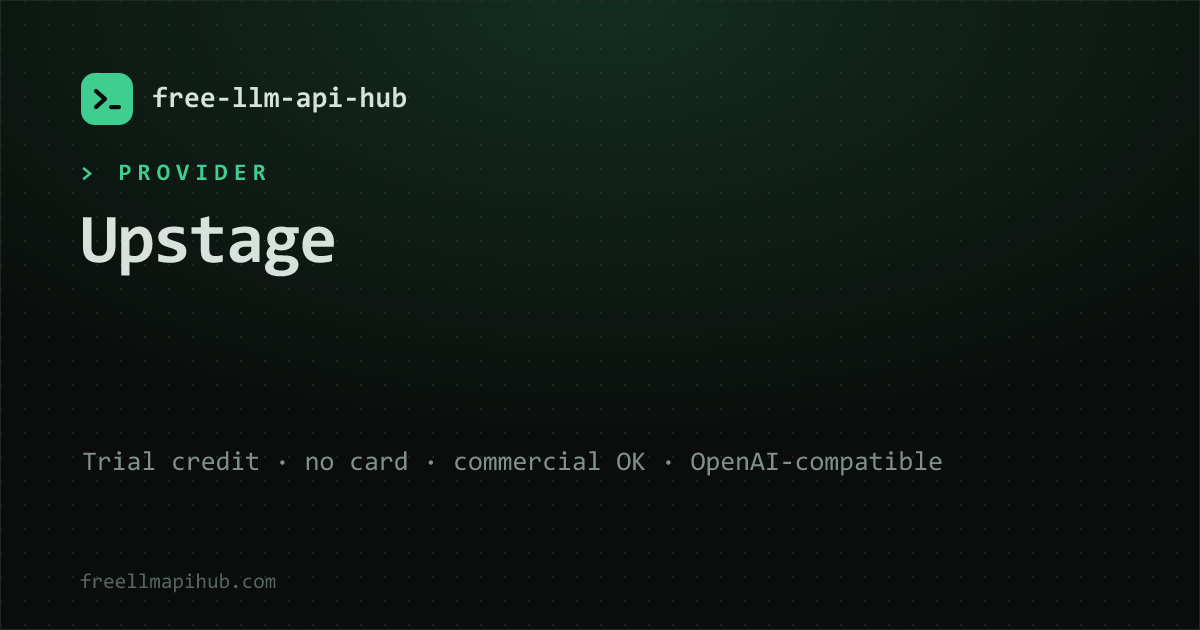 free-llm-api-hub
> PROVIDER
Upstage
Trial credit · no card · commercial OK · OpenAI-compatible
freellmapihub.com